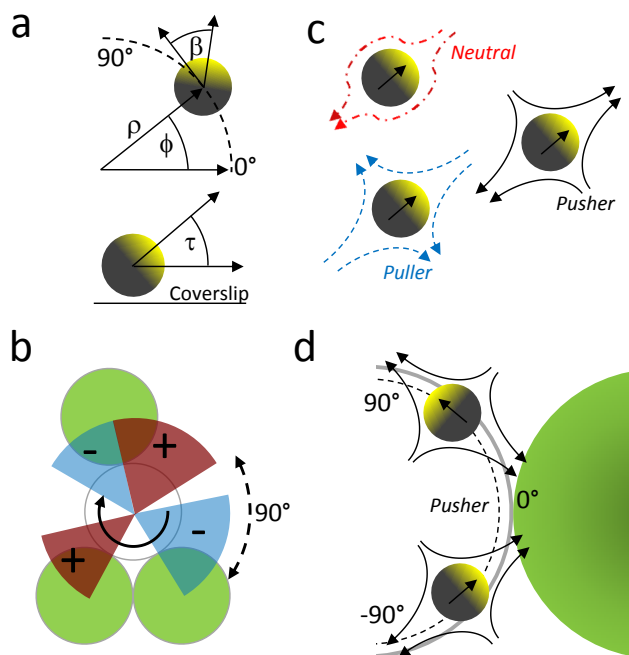 a
90°
β
ρ
ϕ
0°
τ
Coverslip
c
Neutral
Pusher
Puller
b
-
+
90°
-
+
d
90°
Pusher
0°
-90°